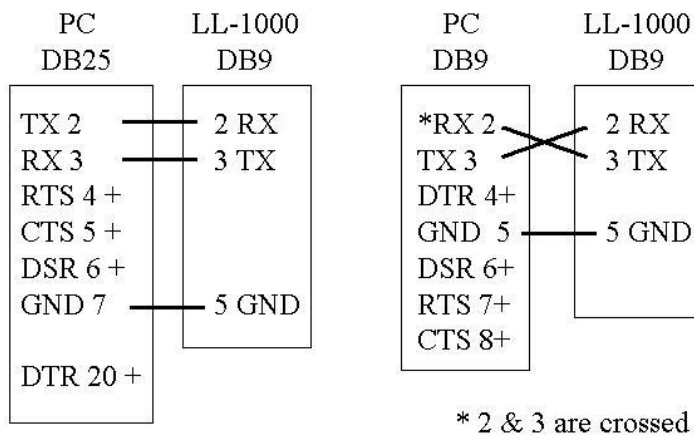 PC
DB25
LL-1000
DB9
TX 2
RX 3
RTS 4 +
CTS 5 +
DSR 6 +
GND 7
DTR 20 +
2 RX
3 TX
5 GND
PC
DB9
LL-1000
DB9
*RX 2
TX 3
DTR 4+
GND 5
DSR 6+
RTS 7+
CTS 8+
2 RX
3 TX
5 GND
* 2 & 3 are crossed